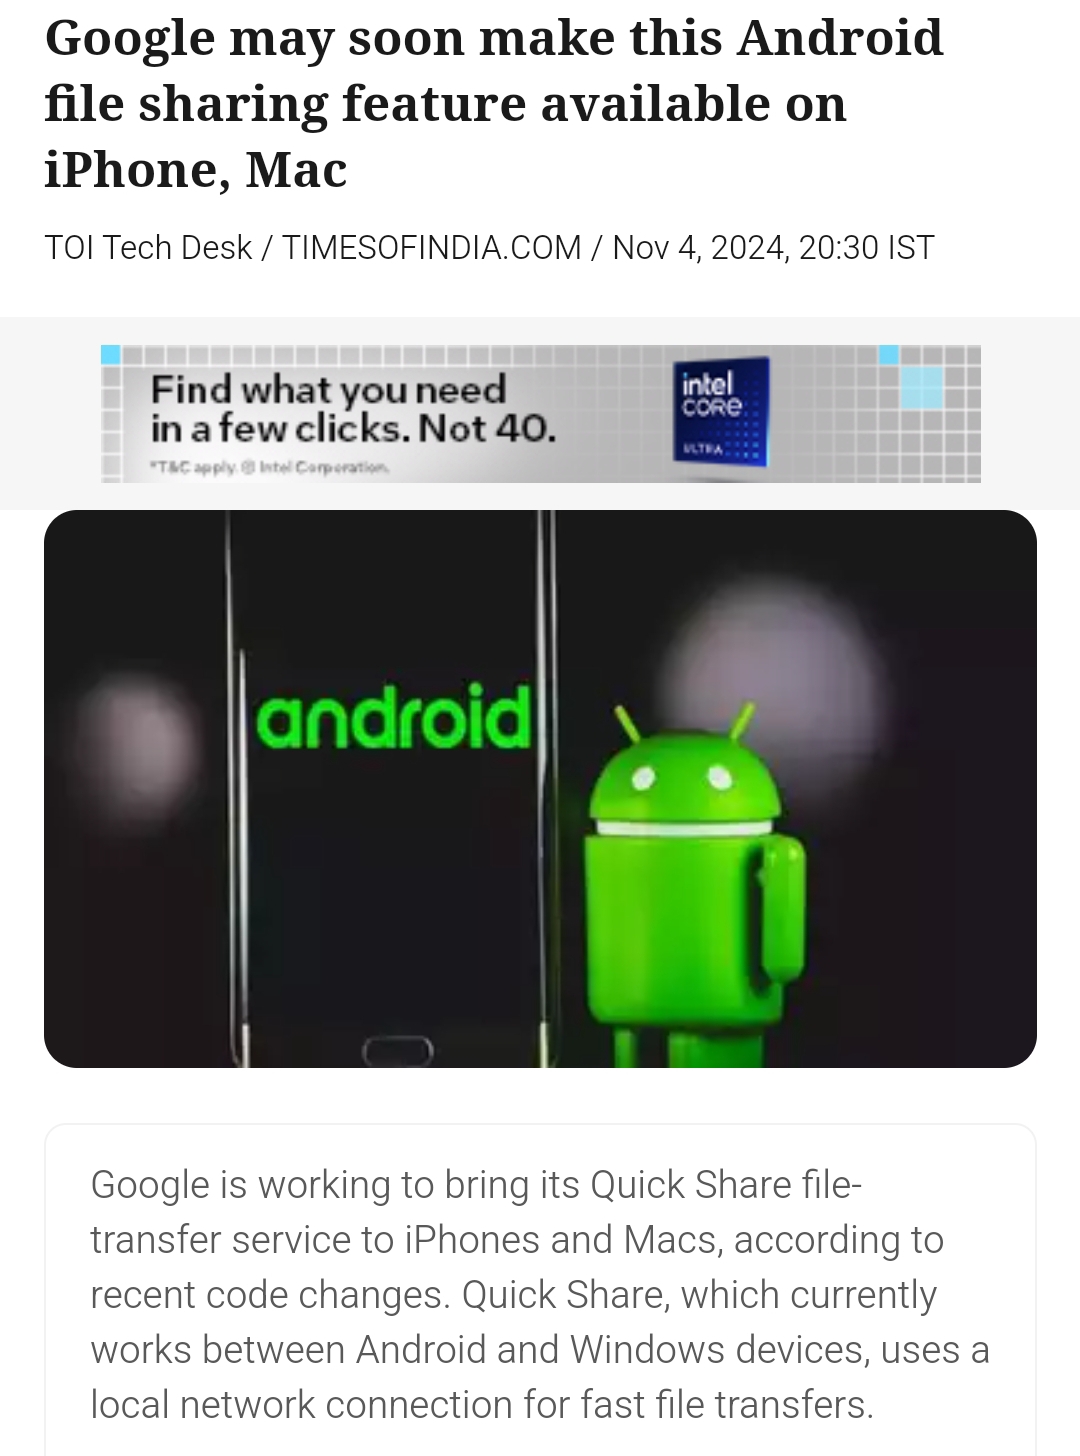 Google may soon make this Android
file sharing feature available on
iPhone, Mac
TOI Tech Desk / TIMESOFINDIA.COM / Nov 4, 2024, 20:30 IST
Find what you need
in a few clicks. Not 40.
*T&C apply. © Intel Corporation.
intel
CORE
ULTRA
android
Google is working to bring its Quick Share file-
transfer service to iPhones and Macs, according to
recent code changes. Quick Share, which currently
works between Android and Windows devices, uses a
local network connection for fast file transfers.